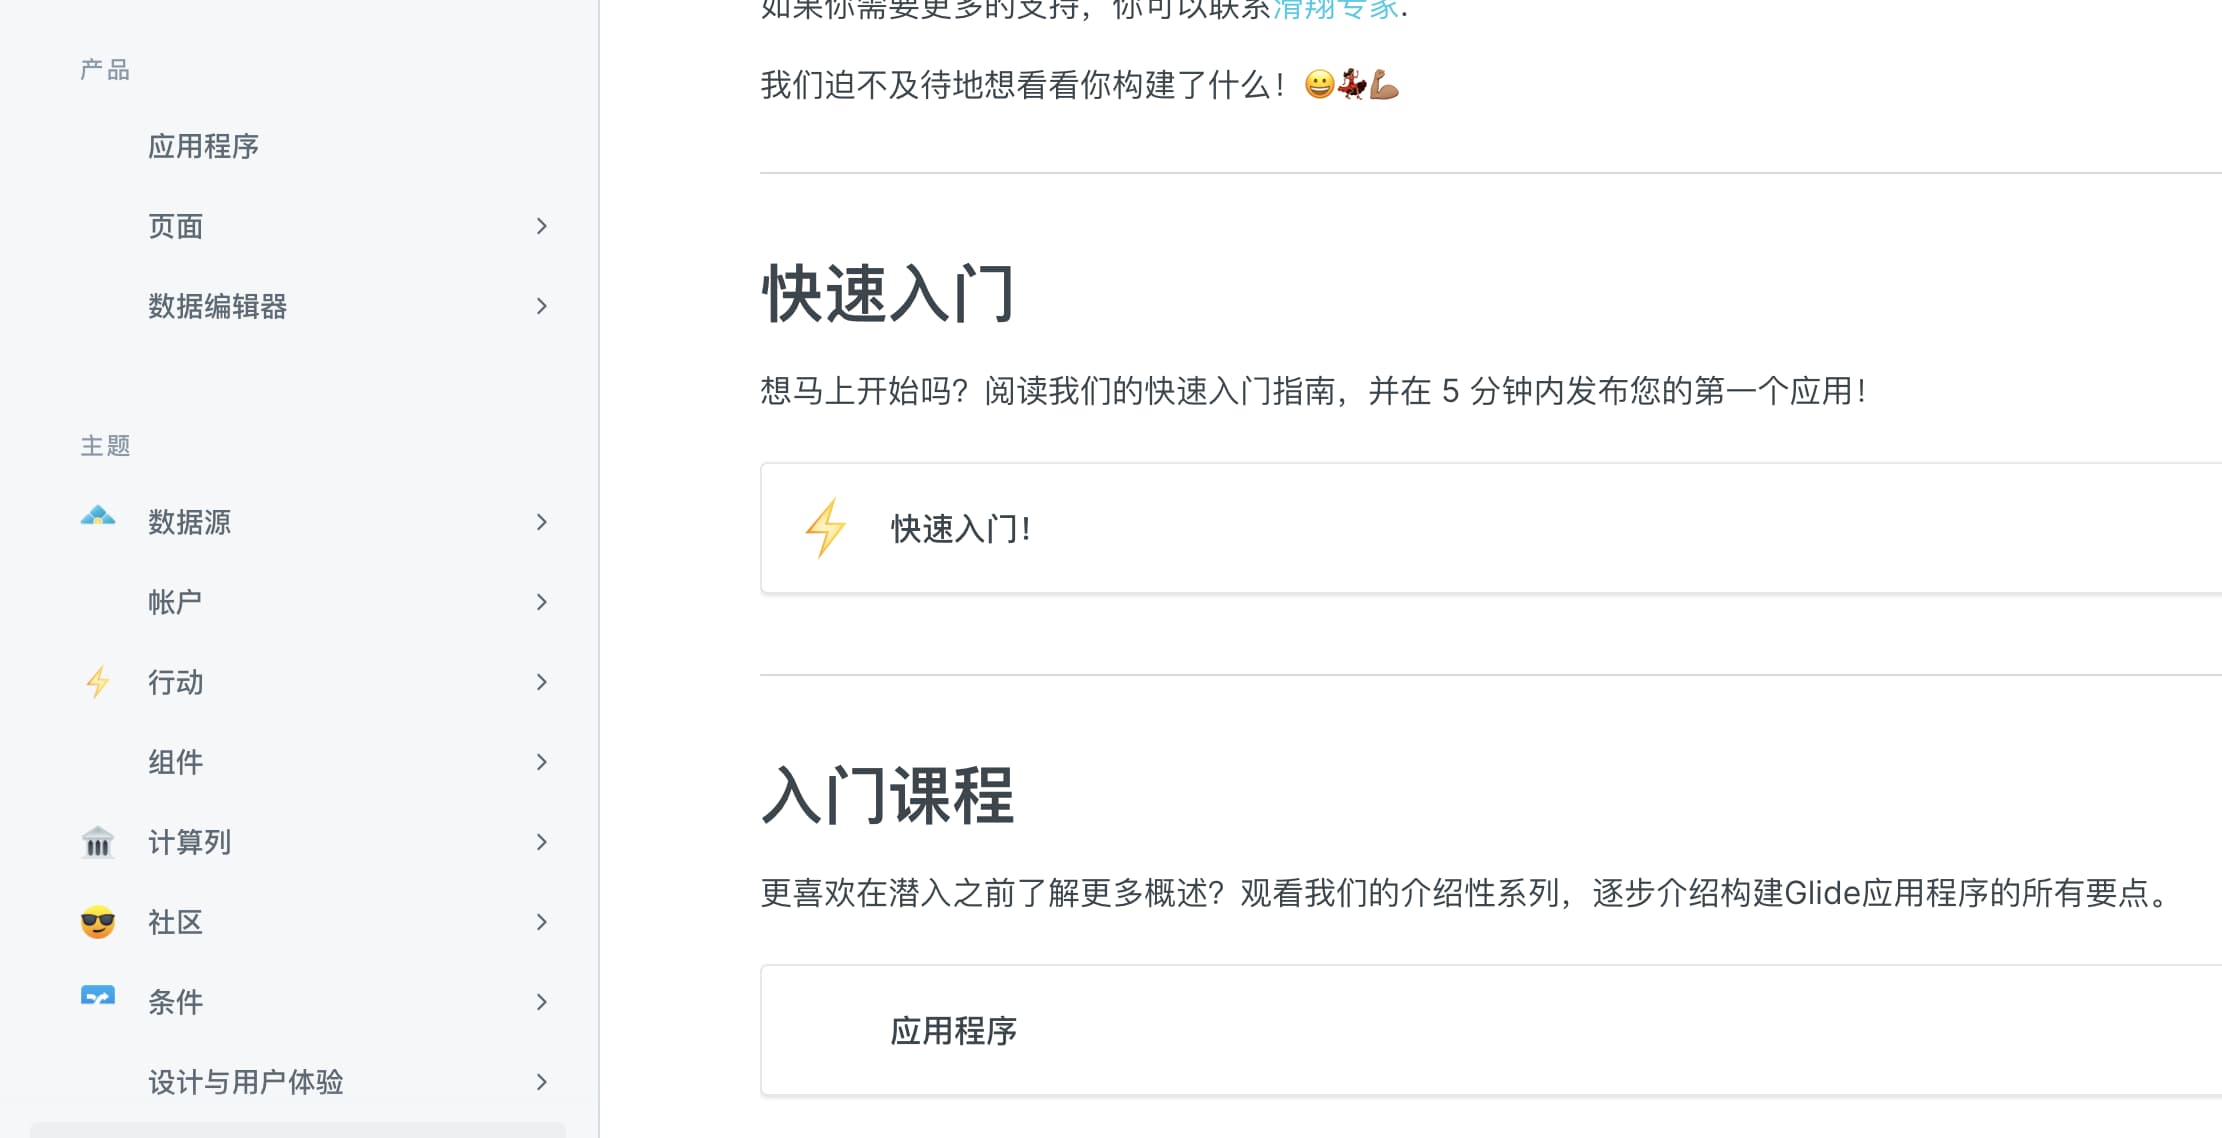 产品
应用程序
页面
数据编辑器
主题
数据源
帐户
行动
组件
计算列
社区
条件
设计与用户体验
如果你需要更多的支持，你可以联系滑翔专家.
我们迫不及待地想看看你构建了什么！😀💃🏾💪🏽
快速入门
想马上开始吗？阅读我们的快速入门指南，并在 5 分钟内发布您的第一个应用！
快速入门！
入门课程
更喜欢在潜入之前了解更多概述？观看我们的介绍性系列，逐步介绍构建Glide应用程序的所有要点。
应用程序